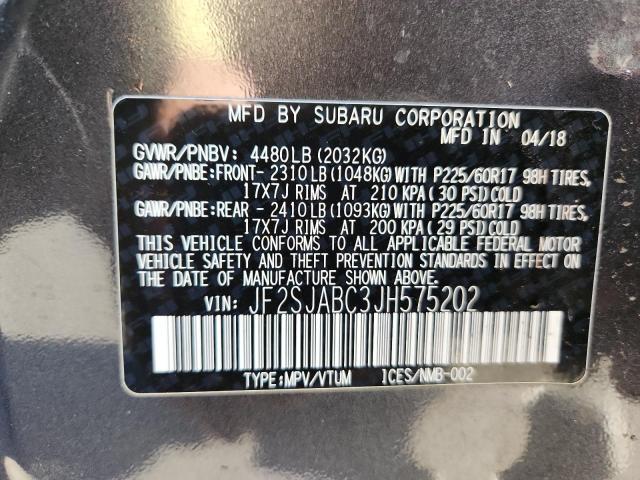 MFD BY SUBARU CORPORATION
MFD IN 04/18
GVWR/PNBV: 4480LB (2032KG)
GAWR/PNBE:FRONT- 2310LB (1048KG) WITH P225/60R17 98H TIRES,
17X7J RIMS AT 210 KPA (30 PSI) COLD
GAWR/PNBE:REAR - 2410LB (1093KG) WITH P225/60R17 98H TIRES,
17X7J RIMS AT 200 KPA (29 PSI) COLD
THIS VEHICLE CONFORMS TO ALL APPLICABLE FEDERAL MOTOR
VEHICLE SAFETY AND THEFT PREVENTION STANDARDS IN EFFECT
ON THE DATE OF MANUFACTURE SHOWN ABOVE.
VIN: JF2SJABC3JH575202
TYPE:MPV/VTUM ICES/NMB-002